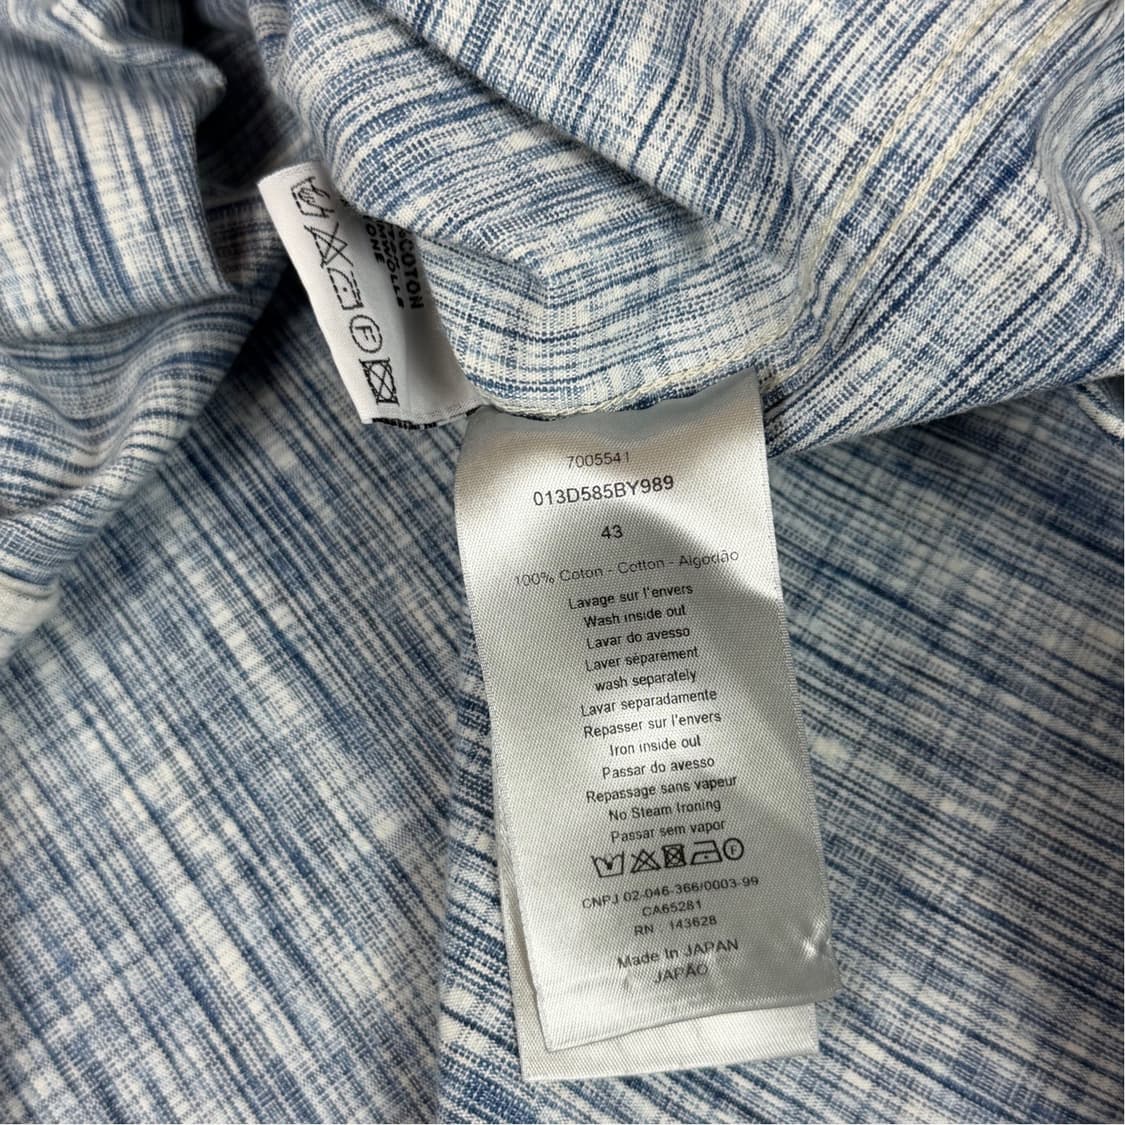 7005541
013D585BY989
43
100% Coton - Cotton - Algodão
Lavage sur l'envers
Wash inside out
Lavar do avesso
Laver séparément
wash separately
Lavar separadamente
Repasser sur l'envers
Iron inside out
Passar do avesso
Repassage sans vapeur
No Steam Ironing
Passar sem vapor
F
CNPJ 02-046-366/0003-99
CA65281
RN : 143628
Made In JAPAN
JAPÃO
F
COTON